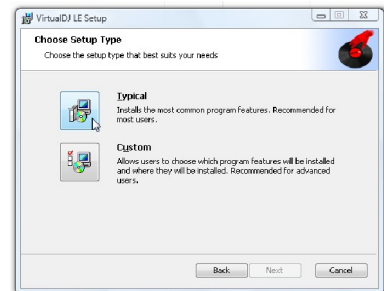 VirtualDJ LE Setup
Choose Setup Type
Choose the setup type that best suits your needs
Typical
Installs the most common program features. Recommended for
most users.
Custom
Allows users to choose which program features will be installed
and where they will be installed. Recommended for advanced
users.
Back Next Cancel